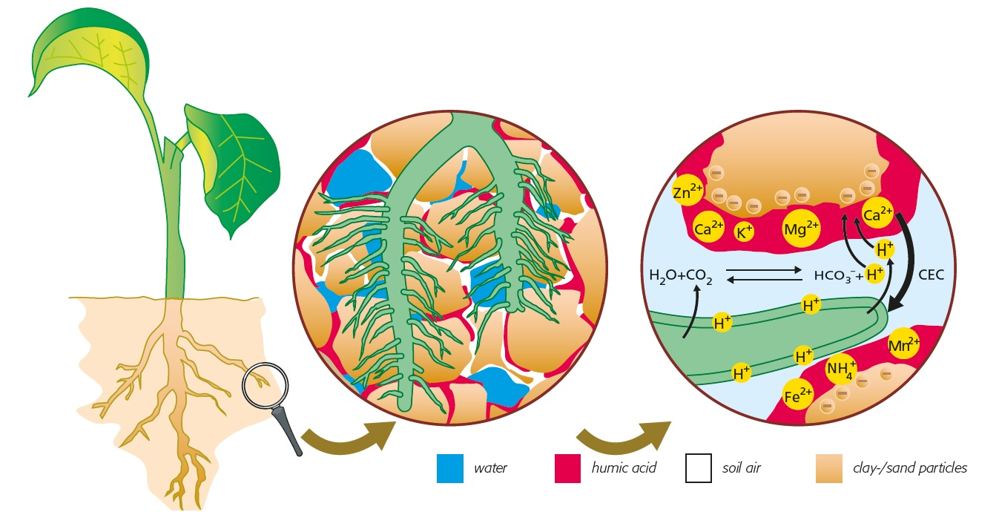 Zn²⁺
Ca²⁺
K⁺
Mg²⁺
Ca²⁺
H⁺
H₂O+CO₂
HCO₃⁻+
H⁺
CEC
H⁺
H⁺
H⁺
H⁺
Mn²⁺
NH₄⁺
Fe²⁺
water
humic acid
soil air
clay-/sand particles